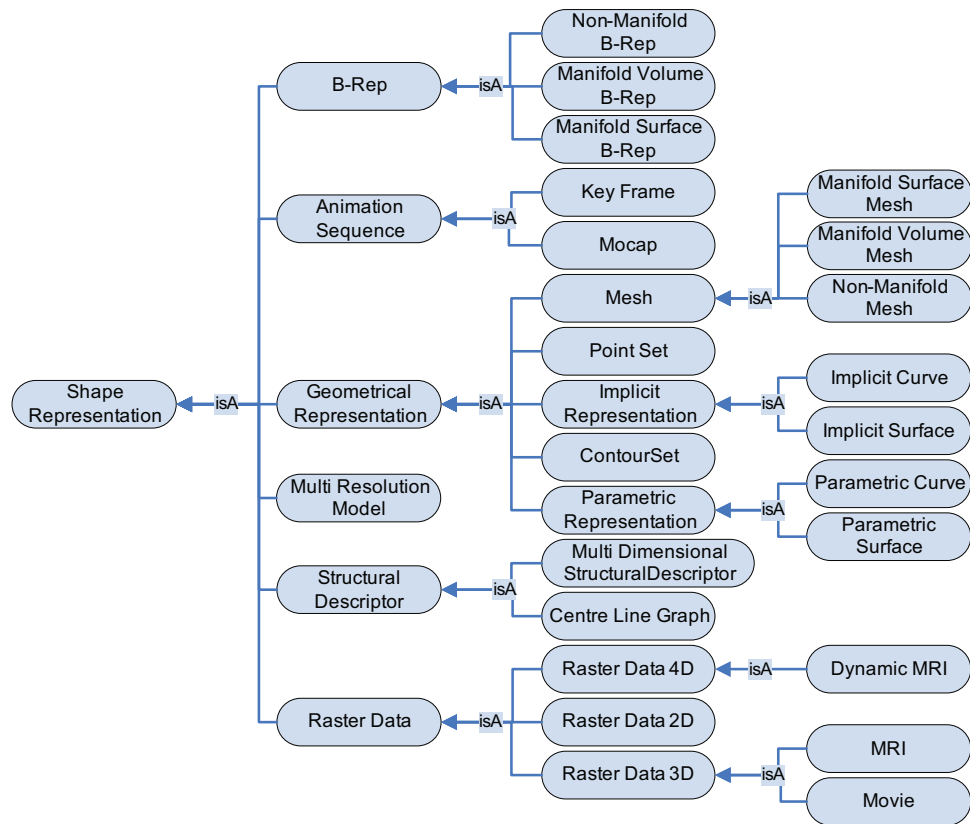 Non-Manifold
B-Rep
B-Rep
isA
Manifold Volume
B-Rep
Manifold Surface
B-Rep
Animation
Sequence
isA
Key Frame
Mocap
Manifold Surface
Mesh
Manifold Volume
Mesh
Mesh
isA
Non-Manifold
Mesh
Point Set
Shape
Representation
isA
Geometrical
Representation
isA
Implicit
Representation
isA
Implicit Curve
Implicit Surface
ContourSet
Multi Resolution
Model
Parametric
Representation
isA
Parametric Curve
Parametric
Surface
Structural
Descriptor
isA
Multi Dimensional
StructuralDescriptor
Centre Line Graph
Raster Data 4D
isA
Dynamic MRI
Raster Data
isA
Raster Data 2D
Raster Data 3D
isA
MRI
Movie